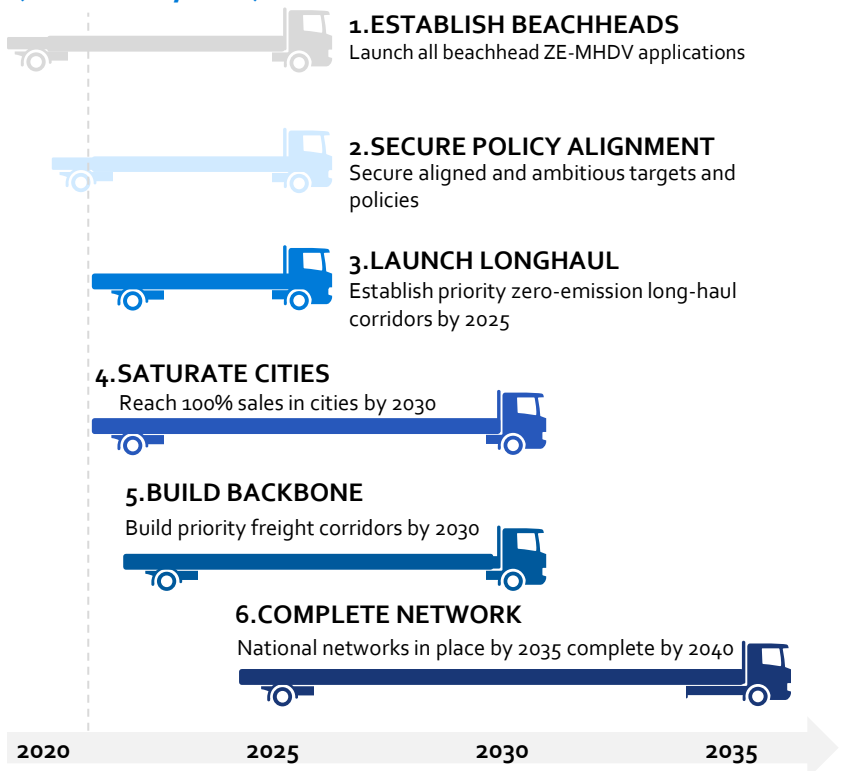 1.ESTABLISH BEACHHEADS
Launch all beachhead ZE-MHDV applications
2.SECURE POLICY ALIGNMENT
Secure aligned and ambitious targets and
policies
3.LAUNCH LONGHAUL
Establish priority zero-emission long-haul
corridors by 2025
4.SATURATE CITIES
Reach 100% sales in cities by 2030
5.BUILD BACKBONE
Build priority freight corridors by 2030
6.COMPLETE NETWORK
National networks in place by 2035 complete by 2040
2020 2025 2030 2035